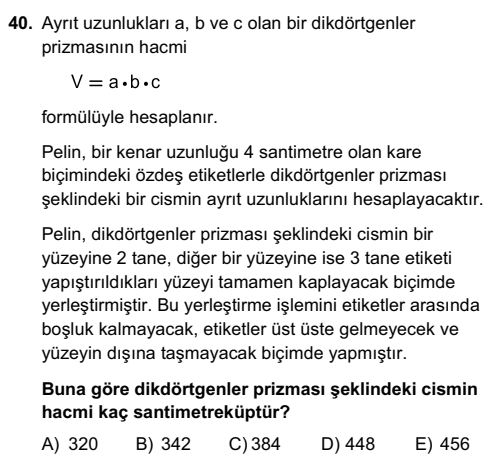 40. Ayrıt uzunlukları a, b ve c olan bir dikdörtgenler
prizmasının hacmi
V = a•b•c
formülüyle hesaplanır.
Pelin, bir kenar uzunluğu 4 santimetre olan kare
biçimindeki özdeş etiketlerle dikdörtgenler prizması
şeklindeki bir cismin ayrıt uzunluklarını hesaplayacaktır.
Pelin, dikdörtgenler prizması şeklindeki cismin bir
yüzeyine 2 tane, diğer bir yüzeyine ise 3 tane etiketi
yapıştırıldıkları yüzeyi tamamen kaplayacak biçimde
yerleştirmiştir. Bu yerleştirme işlemini etiketler arasında
boşluk kalmayacak, etiketler üst üste gelmeyecek ve
yüzeyin dışına taşmayacak biçimde yapmıştır.
Buna göre dikdörtgenler prizması şeklindeki cismin
hacmi kaç santimetreküptür?
A) 320 B) 342 C) 384 D) 448 E) 456